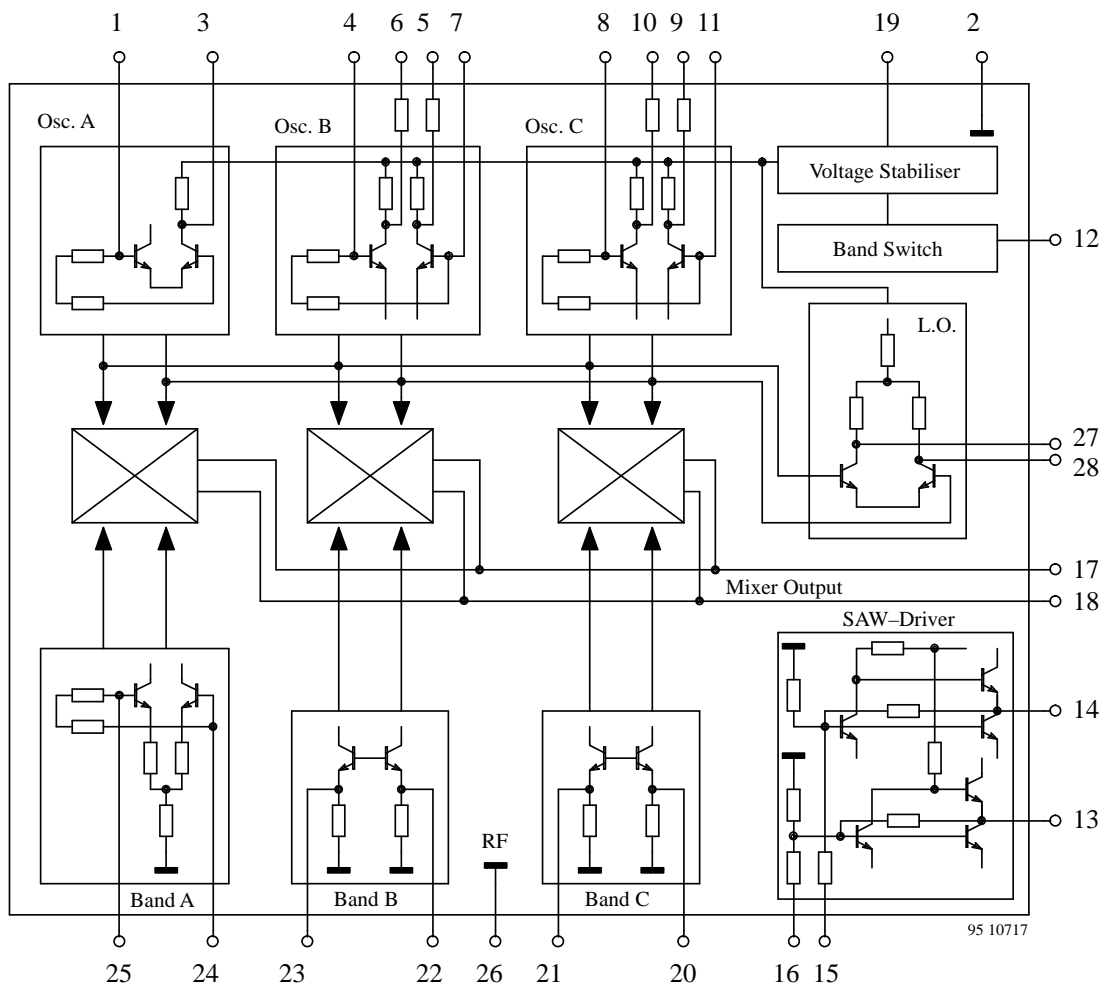 1 3 4 6 5 7 8 10 9 11 19 2
Osc. A
Osc. B
Osc. C
Voltage Stabiliser
Band Switch
12
L.O.
27
28
17
Mixer Output
18
SAW–Driver
14
13
RF
Band A
Band B
Band C
95 10717
25 24 23 22 26 21 20 16 15